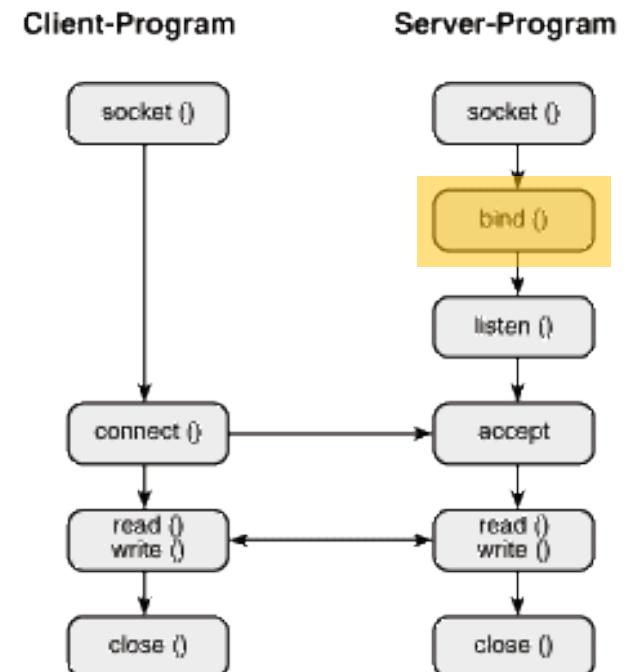 Client-Program
Server-Program
socket ()
socket ()
bind ()
listen ()
connect ()
accept
read ()
write ()
read ()
write ()
close ()
close ()